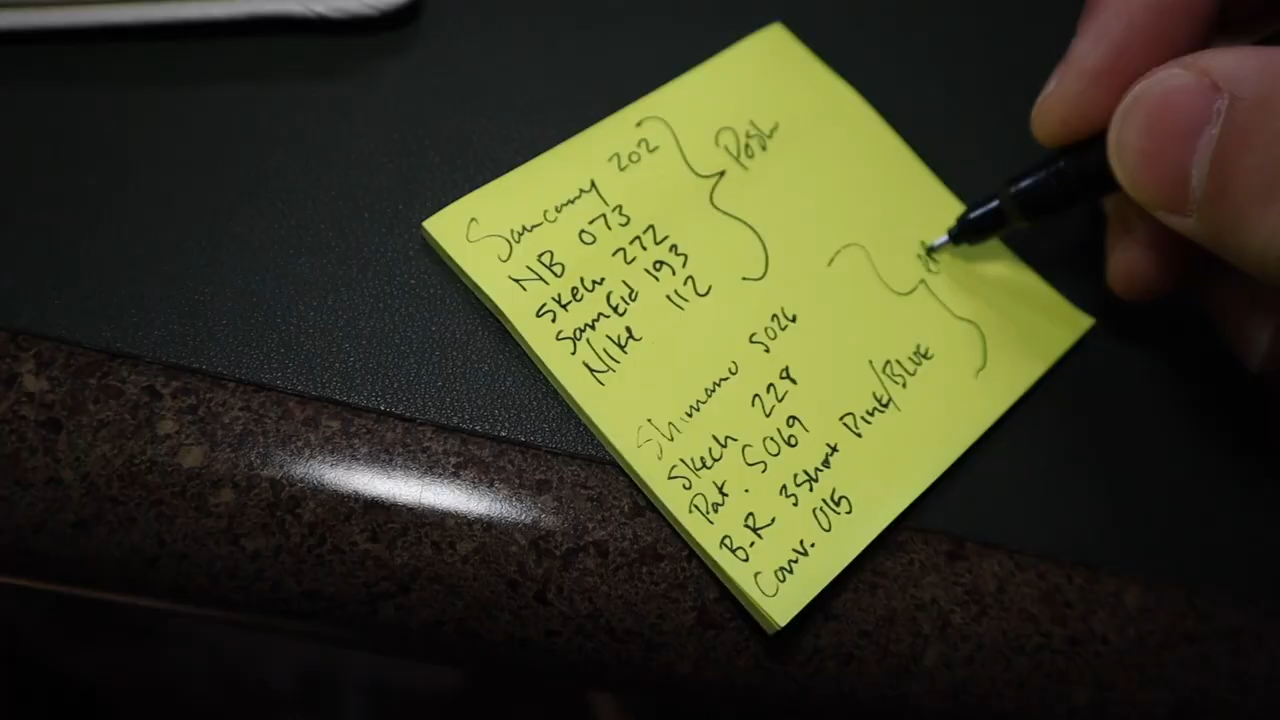 Saucony 202
NB 073
Skech 272
SamEd 193
Nike 112
Posh
Shimano S026
Skech 228
Pat. S069
B.R 3Short Pink/BLUE
Conv. 015